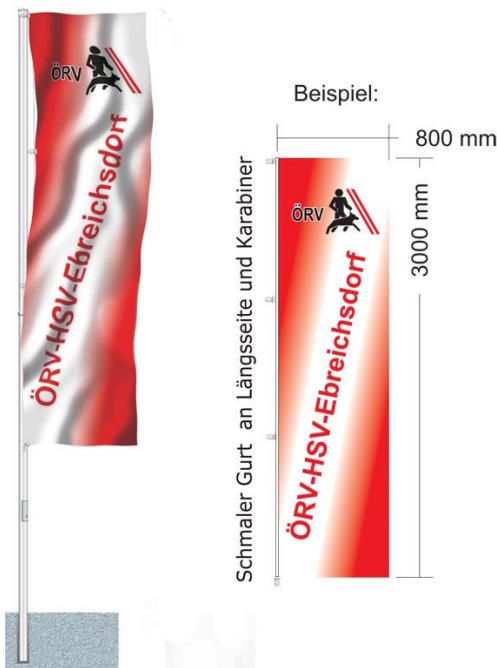 ÖRV
ÖRV-HSV-Ebreichsdorf
Beispiel:
800 mm
3000 mm
Schmaler Gurt an Längsseite und Karabiner
ÖRV
ÖRV-HSV-Ebreichsdorf